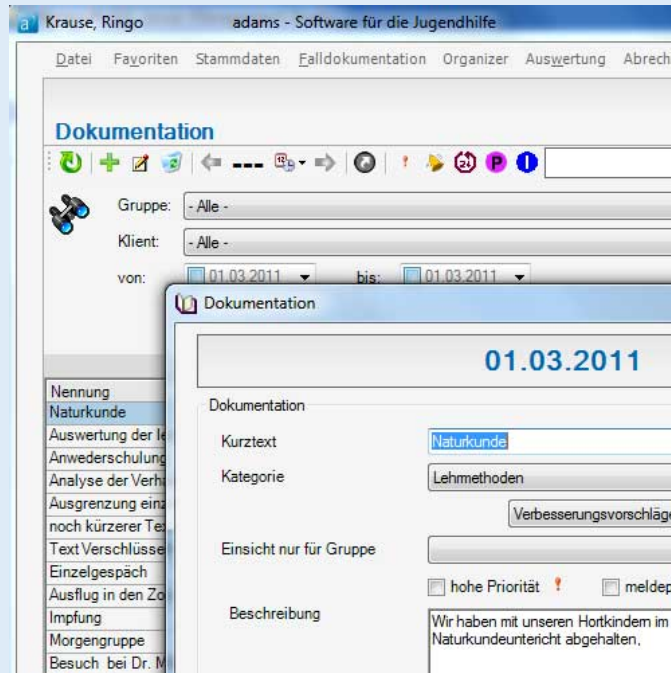 Krause, Ringo adams - Software für die Jugendhilfe
Datei Favoriten Stammdaten Falldokumentation Organizer Auswertung Abrech
Dokumentation
Gruppe: - Alle -
Klient: - Alle -
von: 01.03.2011 bis: 01.03.2011
Dokumentation
01.03.2011
Nennung
Dokumentation
Naturkunde
Auswertung der le
Kurztext Naturkunde
Anwederschulung
Analyse der Verha
Kategorie Lehrmethoden
Ausgrenzung einz
Verbesserungsvorschläge
noch kürzerer Tex
Text Verschlüsse
Einsicht nur für Gruppe
Einzelgespäch
Ausflug in den Zo
hohe Priorität ! meldep
Impfung
Beschreibung
Wir haben mit unseren Hortkindern im
Naturkundeuntericht abgehalten,
Morgengruppe
Besuch bei Dr. M